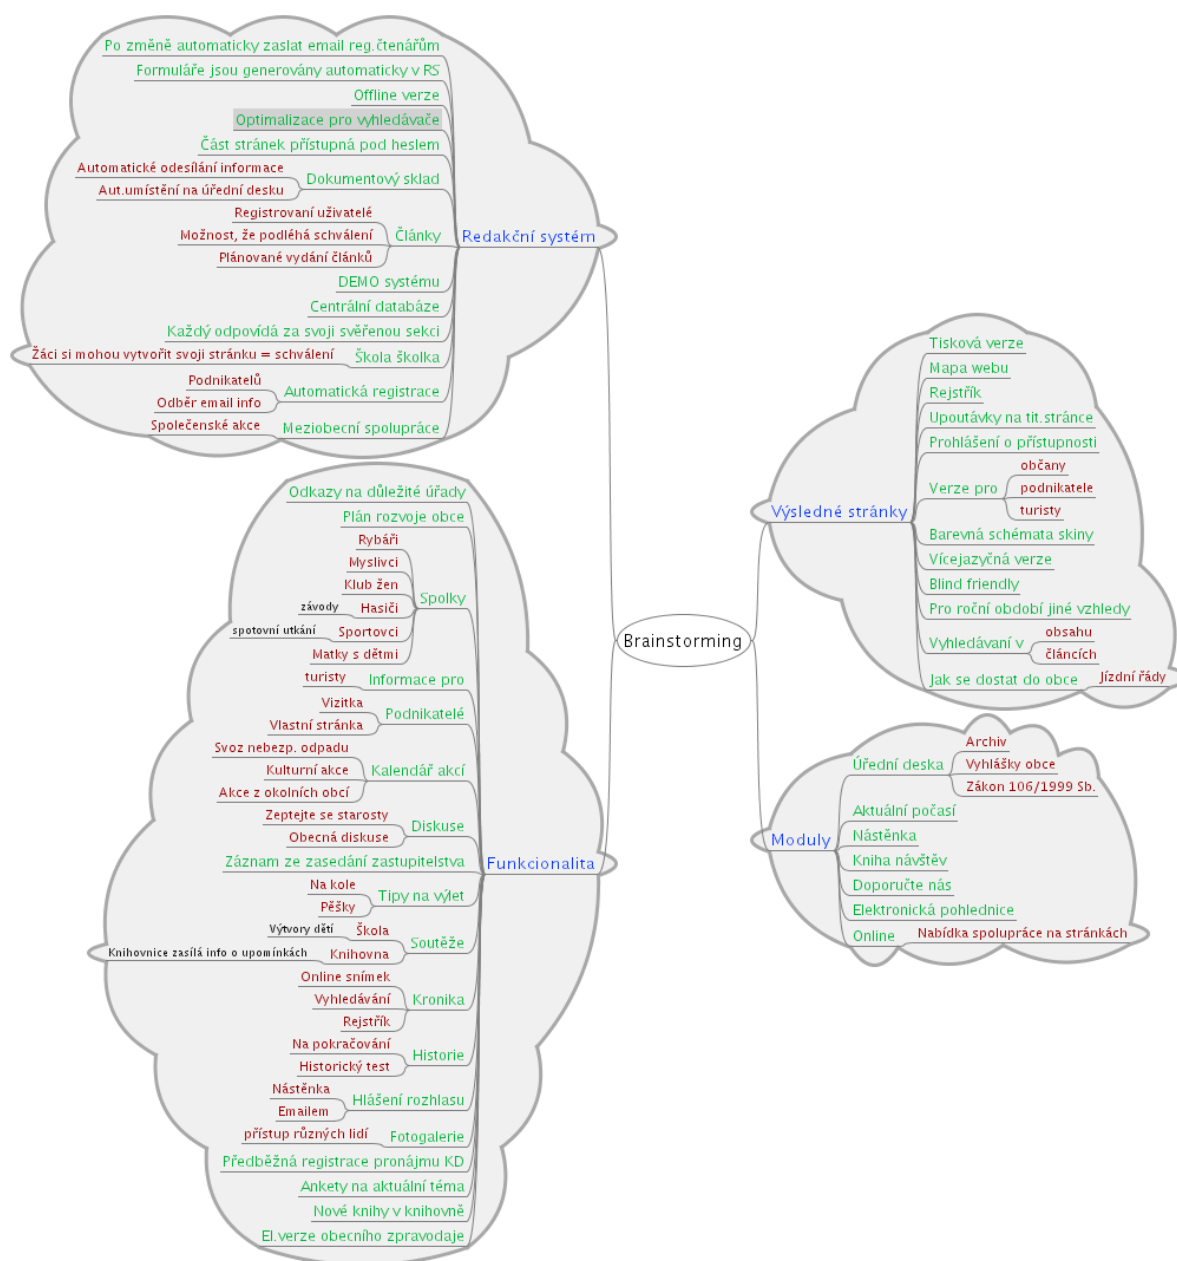 Po změně automaticky zaslat email reg.čtenářům
Formuláře jsou generovány automaticky v RS
Offline verze
Optimalizace pro vyhledávače
Část stránek přístupná pod heslem
Automatické odesílání informace
Aut.umístění na úřední desku
Dokumentový sklad
Registrovaní uživatelé
Možnost, že podléhá schválení
Plánované vydání článků
Články
Redakční systém
DEMO systému
Centrální databáze
Každý odpovídá za svoji svěřenou sekci
Žáci si mohou vytvořit svoji stránku = schválení
Škola školka
Podnikatelů
Odběr email info
Automatická registrace
Společenské akce
Meziobecní spolupráce
Odkazy na důležité úřady
Plán rozvoje obce
Rybáři
Myslivci
Klub žen
závody
Hasiči
spotovní utkání
Sportovci
Matky s dětmi
Spolky
turisty
Informace pro
Vizitka
Vlastní stránka
Podnikatelé
Svoz nebezp. odpadu
Kulturní akce
Akce z okolních obcí
Kalendář akcí
Zeptejte se starosty
Obecná diskuse
Diskuse
Záznam ze zasedání zastupitelstva
Funkcionalita
Na kole
Pěšky
Tipy na výlet
Výtvory dětí
Škola
Knihovnice zasílá info o upomínkách
Knihovna
Soutěže
Online snímek
Vyhledávání
Rejstřík
Kronika
Na pokračování
Historický test
Historie
Nástěnka
Emailem
Hlášení rozhlasu
přístup různých lidí
Fotogalerie
Předběžná registrace pronájmu KD
Ankety na aktuální téma
Nové knihy v knihovně
El.verze obecního zpravodaje
Brainstorming
Tisková verze
Mapa webu
Rejstřík
Upoutávky na tit.stránce
Prohlášení o přístupnosti
Verze pro
občany
podnikatele
turisty
Výsledné stránky
Barevná schémata skiny
Vícejazyčná verze
Blind friendly
Pro roční období jiné vzhledy
Vyhledávaní v
obsahu
článcích
Jak se dostat do obce
Jízdní řády
Úřední deska
Archiv
Vyhlášky obce
Zákon 106/1999 Sb.
Aktuální počasí
Nástěnka
Moduly
Kniha návštěv
Doporučte nás
Elektronická pohlednice
Online
Nabídka spolupráce na stránkách